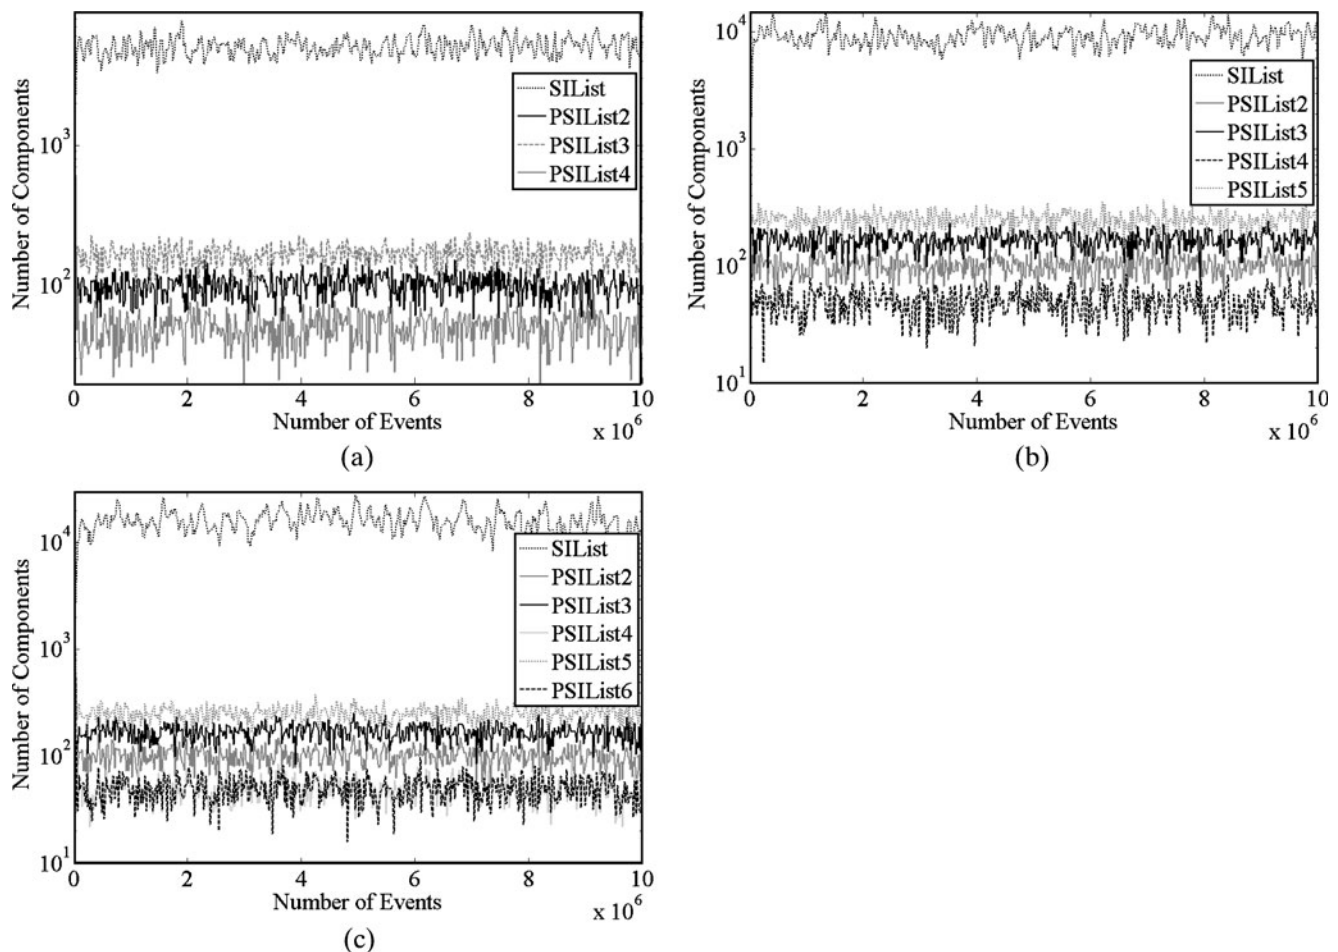 10^3
10^2
Number of Components
SIList
PSIList2
PSIList3
PSIList4
0 2 4 6 8 10
Number of Events
x 10^6
(a)
10^4
10^3
10^2
10^1
Number of Components
SIList
PSIList2
PSIList3
PSIList4
PSIList5
0 2 4 6 8 10
Number of Events
x 10^6
(b)
10^4
10^3
10^2
10^1
Number of Components
SIList
PSIList2
PSIList3
PSIList4
PSIList5
PSIList6
0 2 4 6 8 10
Number of Events
x 10^6
(c)